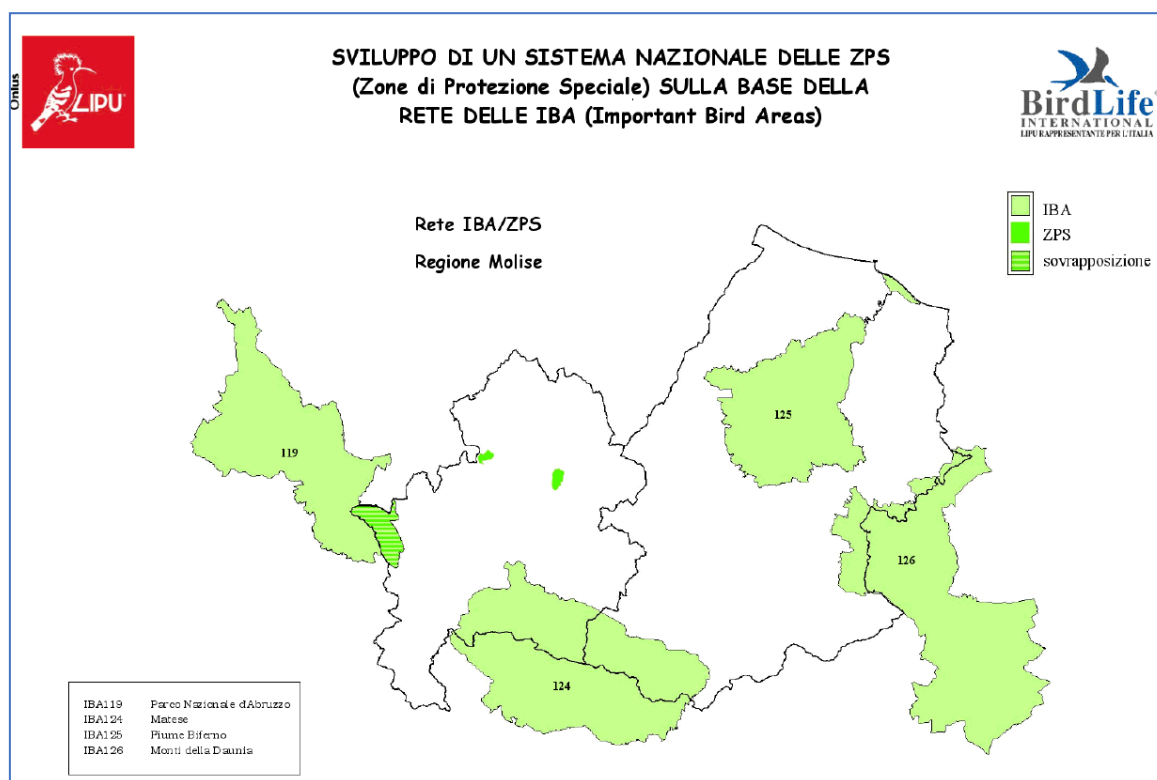 Onlus
LIPU
SVILUPPO DI UN SISTEMA NAZIONALE DELLE ZPS
(Zone di Protezione Speciale) SULLA BASE DELLA
RETE DELLE IBA (Important Bird Areas)
BirdLife
INTERNATIONAL
LIPU RAPPRESENTANTE PER L'ITALIA
Rete IBA/ZPS
Regione Molise
IBA
ZPS
sovrapposizione
119
125
126
124
IBA119 Parco Nazionale d'Abruzzo
IBA124 Matese
IBA125 Fiume Biferno
IBA126 Monti della Daunia